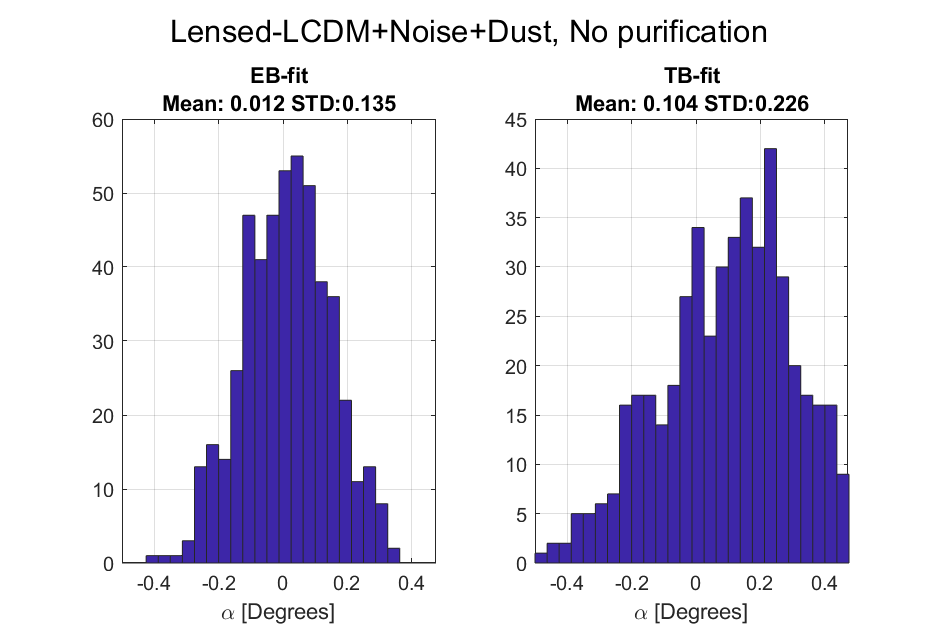 Lensed-LCDM+Noise+Dust, No purification
EB-fit
Mean: 0.012 STD:0.135
60
50
40
30
20
10
0
-0.4 -0.2 0 0.2 0.4
α [Degrees]
TB-fit
Mean: 0.104 STD:0.226
45
40
35
30
25
20
15
10
5
0
-0.4 -0.2 0 0.2 0.4
α [Degrees]